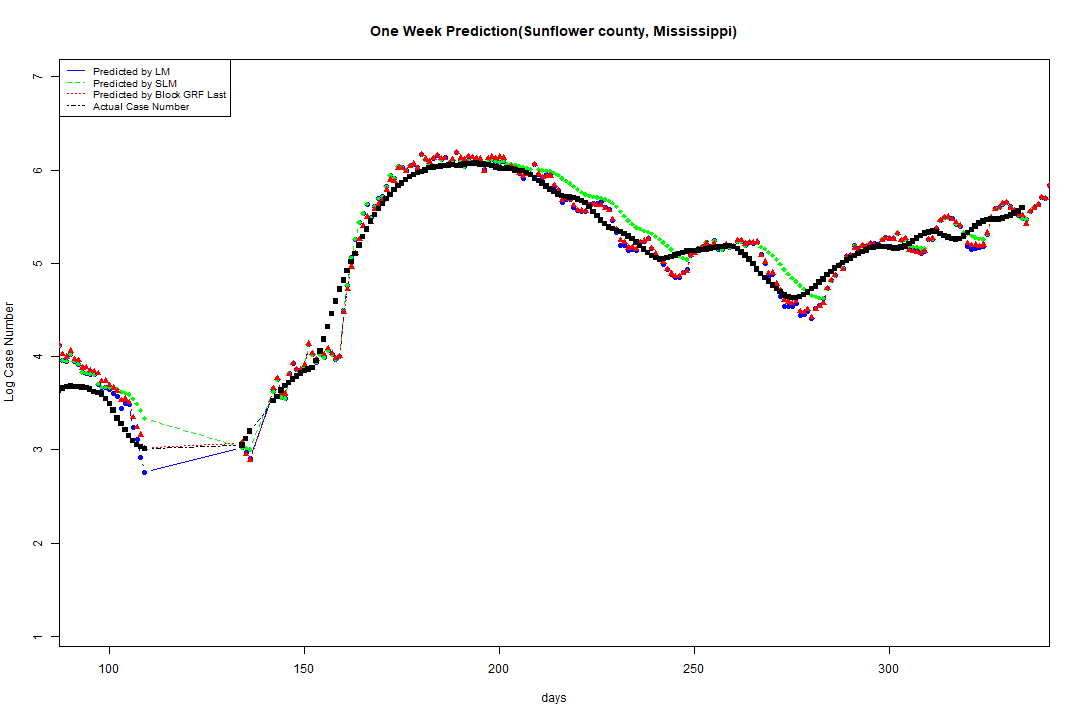 One Week Prediction(Sunflower county, Mississippi)
Predicted by LM
Predicted by SLM
Predicted by Block GRF Last
Actual Case Number
7
6
5
4
3
2
1
Log Case Number
100 150 200 250 300
days